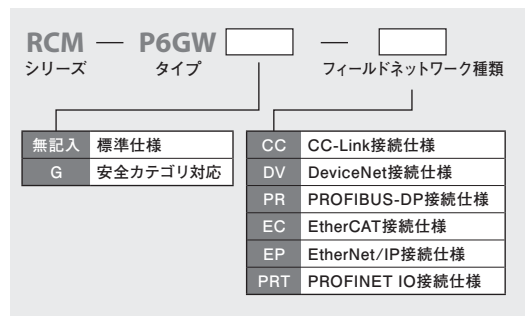 RCM — P6GW —
シリーズ タイプ フィールドネットワーク種類
無記入 標準仕様
G 安全カテゴリ対応
CC CC-Link接続仕様
DV DeviceNet接続仕様
PR PROFIBUS-DP接続仕様
EC EtherCAT接続仕様
EP EtherNet/IP接続仕様
PRT PROFINET IO接続仕様